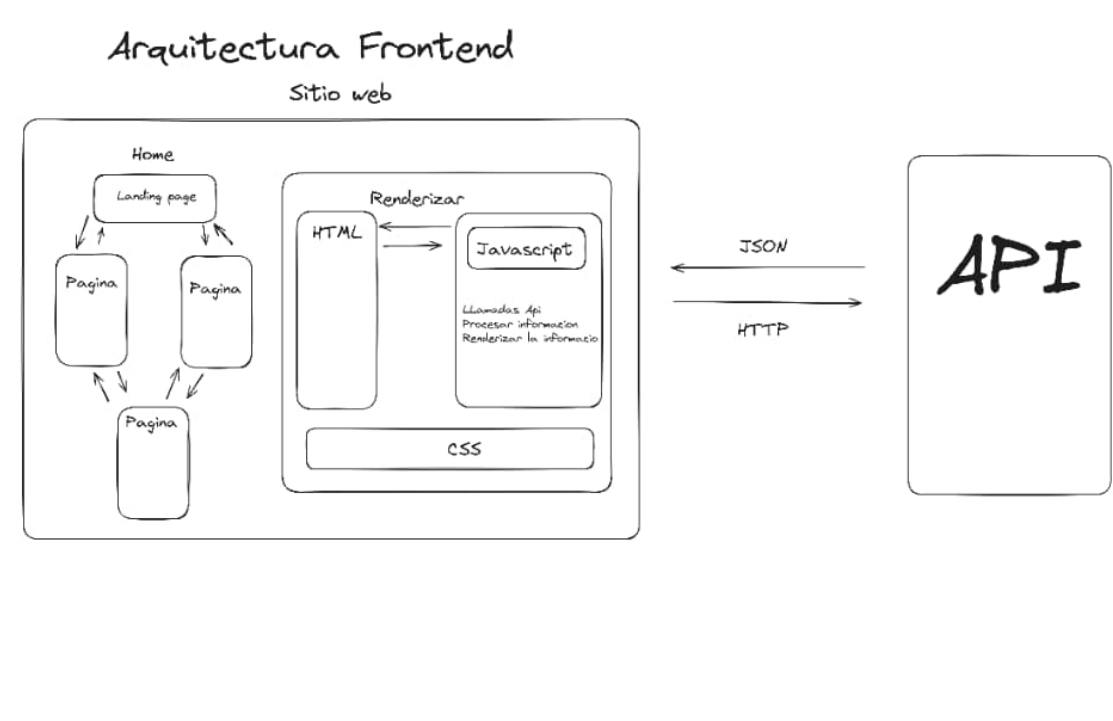 Arquitectura Frontend
Sitio web
Home
Landing page
Pagina
Pagina
Pagina
Renderizar
HTML
Javascript
Llamadas Api
Procesar informacion
Renderizar la informacio
CSS
JSON
HTTP
API